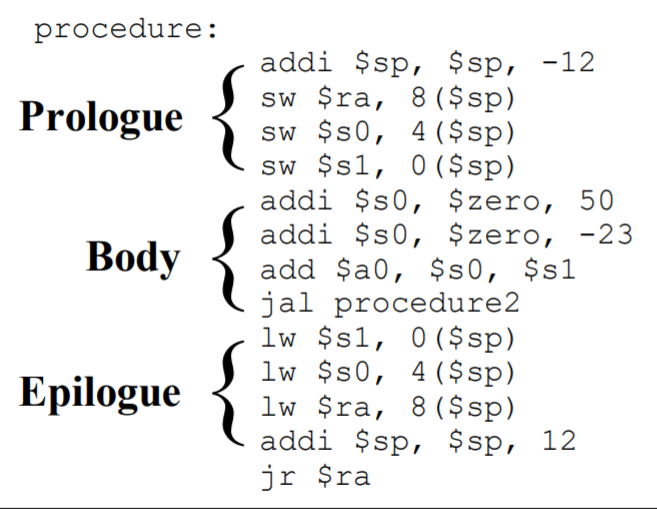 procedure:
addi $sp, $sp, -12
Prologue
sw $ra, 8($sp)
sw $s0, 4($sp)
sw $s1, 0($sp)
addi $s0, $zero, 50
addi $s0, $zero, -23
Body
add $a0, $s0, $s1
jal procedure2
lw $s1, 0($sp)
lw $s0, 4($sp)
Epilogue
lw $ra, 8($sp)
addi $sp, $sp, 12
jr $ra